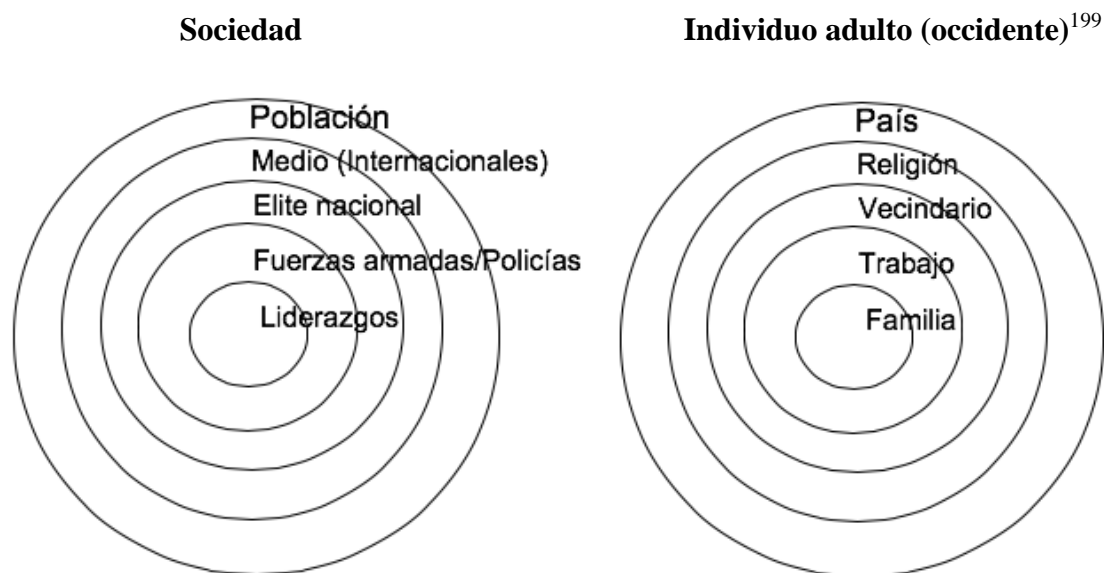 Sociedad
Individuo adulto (occidente)199
Población
Medio (Internacionales)
Elite nacional
Fuerzas armadas/Policías
Liderazgos
País
Religión
Vecindario
Trabajo
Familia